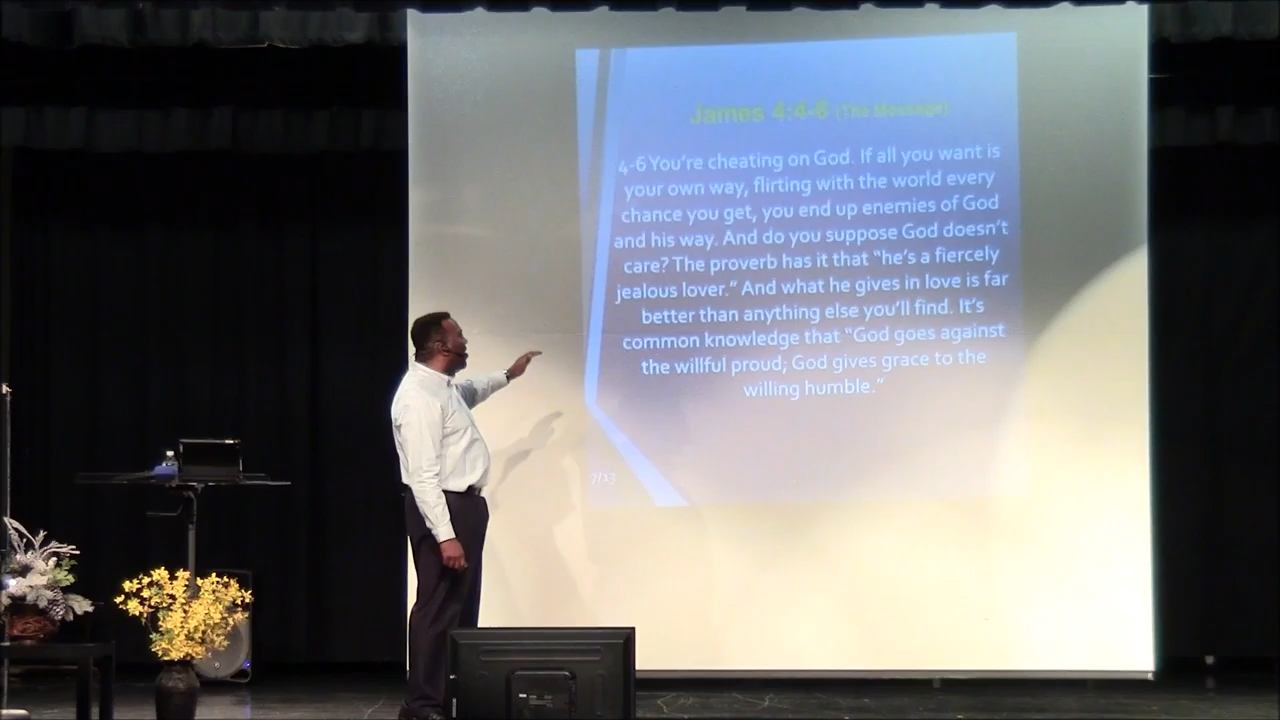 James 4:4-6 (The Message)
4-6 You're cheating on God. If all you want is
your own way, flirting with the world every
chance you get, you end up enemies of God
and his way. And do you suppose God doesn't
care? The proverb has it that "he's a fiercely
jealous lover." And what he gives in love is far
better than anything else you'll find. It's
common knowledge that "God goes against
the willful proud; God gives grace to the
willing humble."
7/13